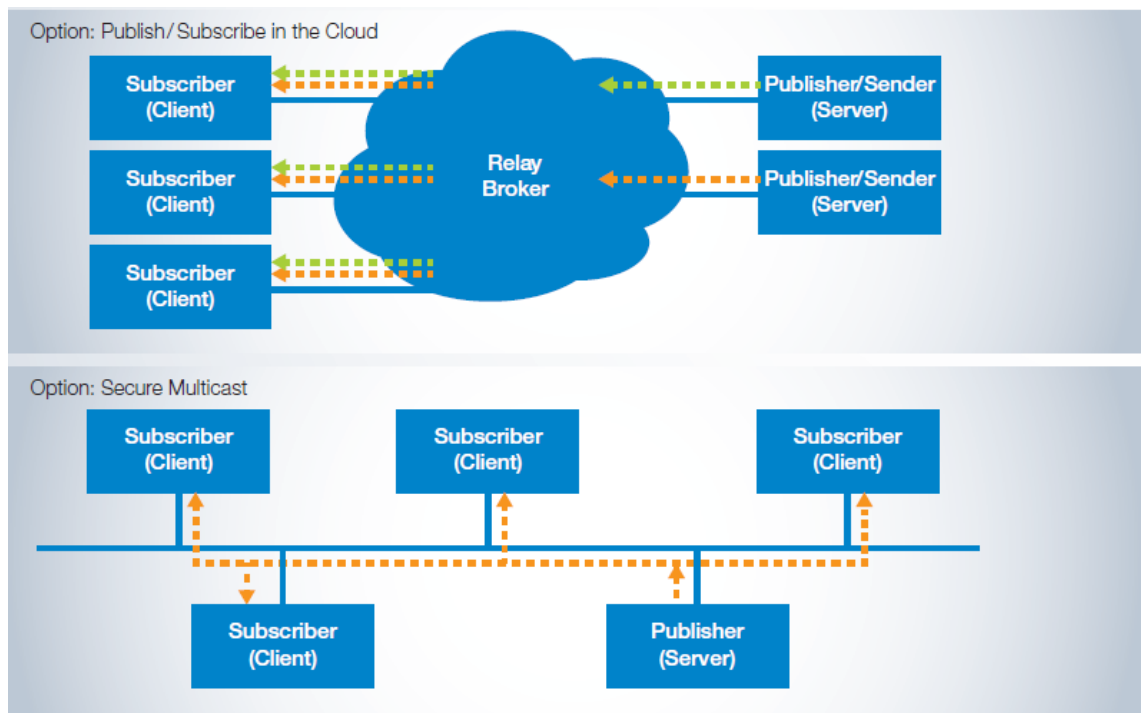 Option: Publish/Subscribe in the Cloud
Subscriber
(Client)
Publisher/Sender
(Server)
Subscriber
(Client)
Relay
Broker
Publisher/Sender
(Server)
Subscriber
(Client)
Option: Secure Multicast
Subscriber
(Client)
Subscriber
(Client)
Subscriber
(Client)
Subscriber
(Client)
Publisher
(Server)